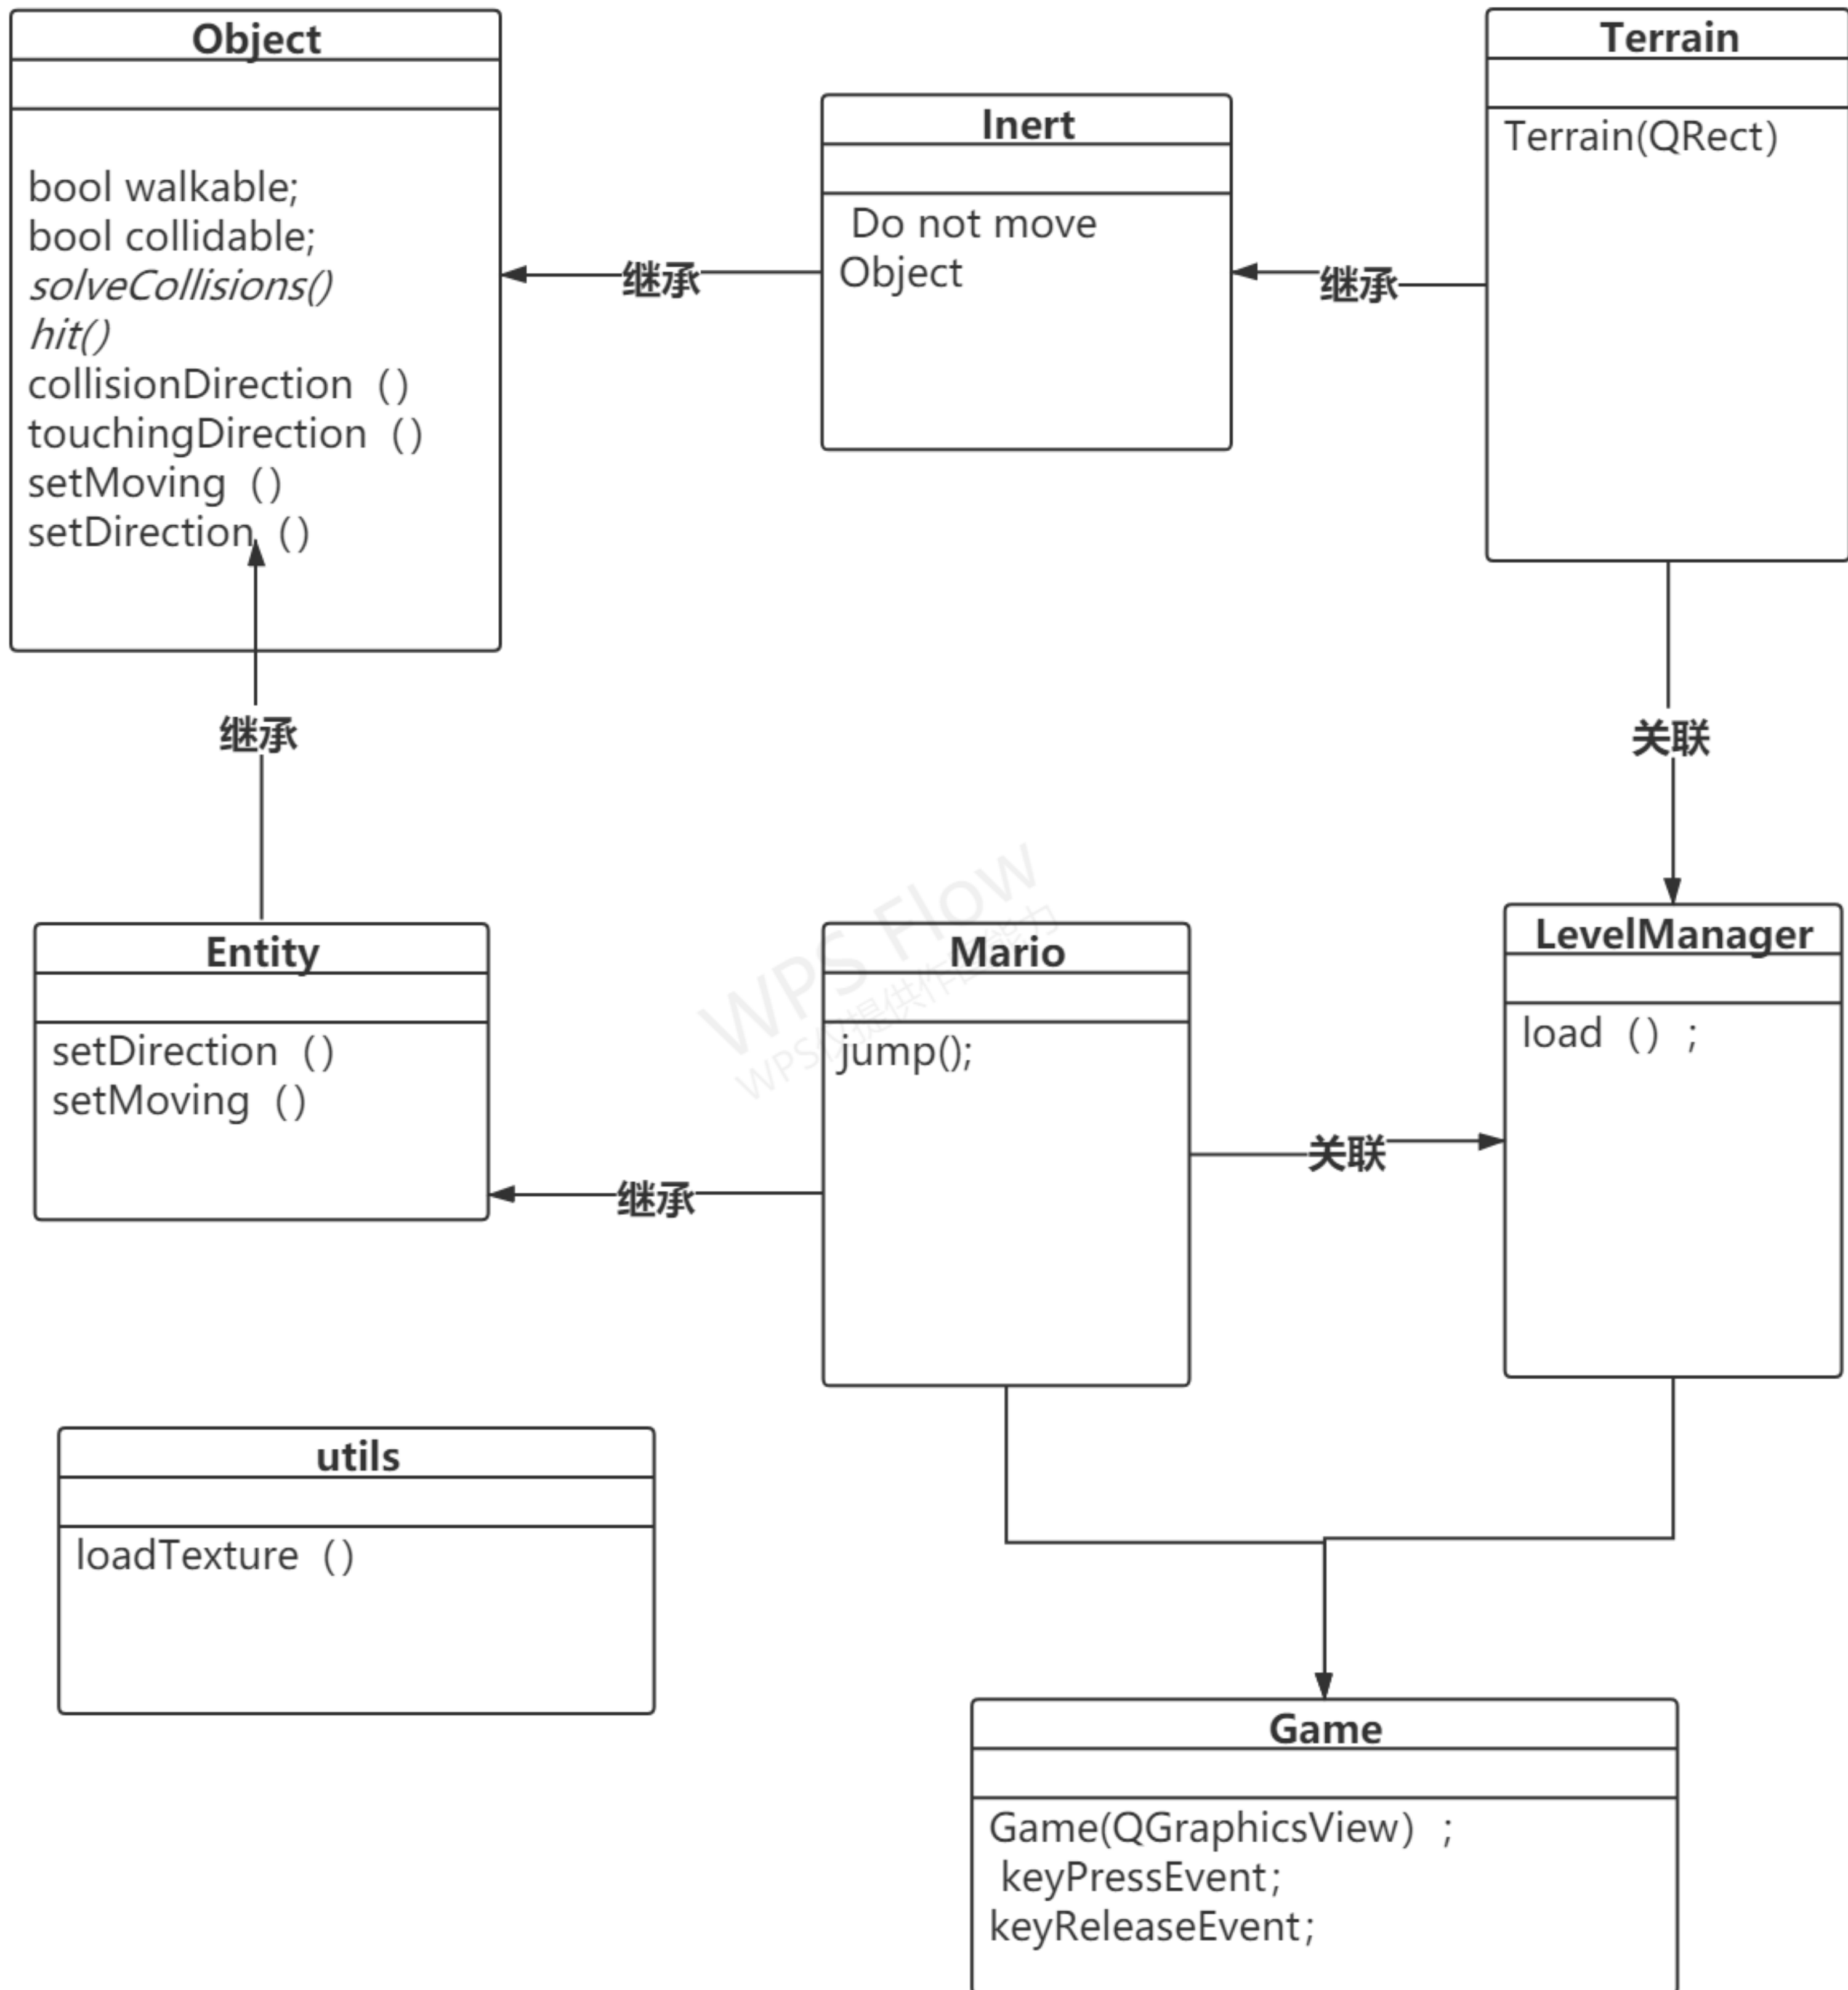 Object
bool walkable;
bool collidable;
solveCollisions()
hit()
collisionDirection（）
touchingDirection（）
setMoving（）
setDirection（）
继承
Inert
Do not move
Object
继承
Terrain
Terrain(QRect)
继承
关联
Entity
setDirection（）
setMoving（）
继承
Mario
jump();
关联
LevelManager
load（）；
WPS Flow
utils
loadTexture（）
Game
Game(QGraphicsView）；
keyPressEvent;
keyReleaseEvent;